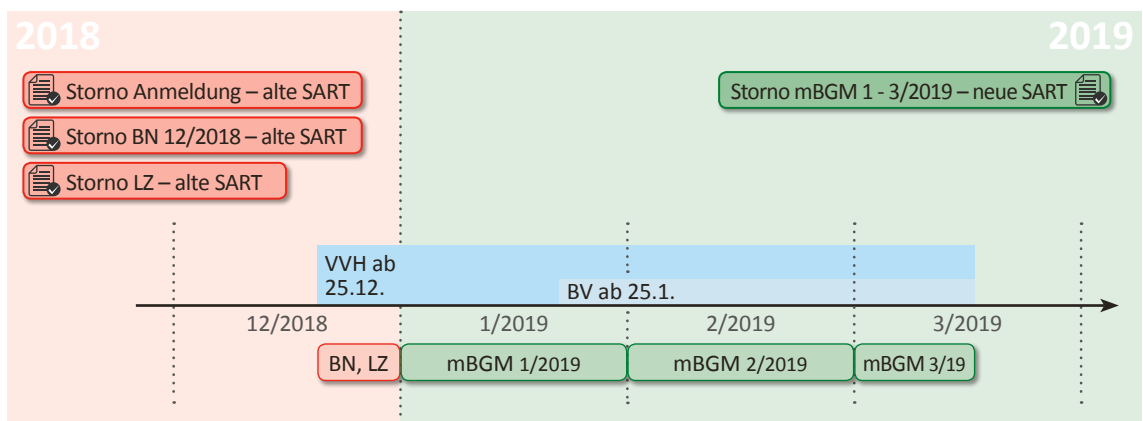 2018
2019
Storno Anmeldung – alte SART
Storno mBGM 1 - 3/2019 – neue SART
Storno BN 12/2018 – alte SART
Storno LZ – alte SART
VVH ab
25.12.
BV ab 25.1.
12/2018
1/2019
2/2019
3/2019
BN, LZ
mBGM 1/2019
mBGM 2/2019
mBGM 3/19